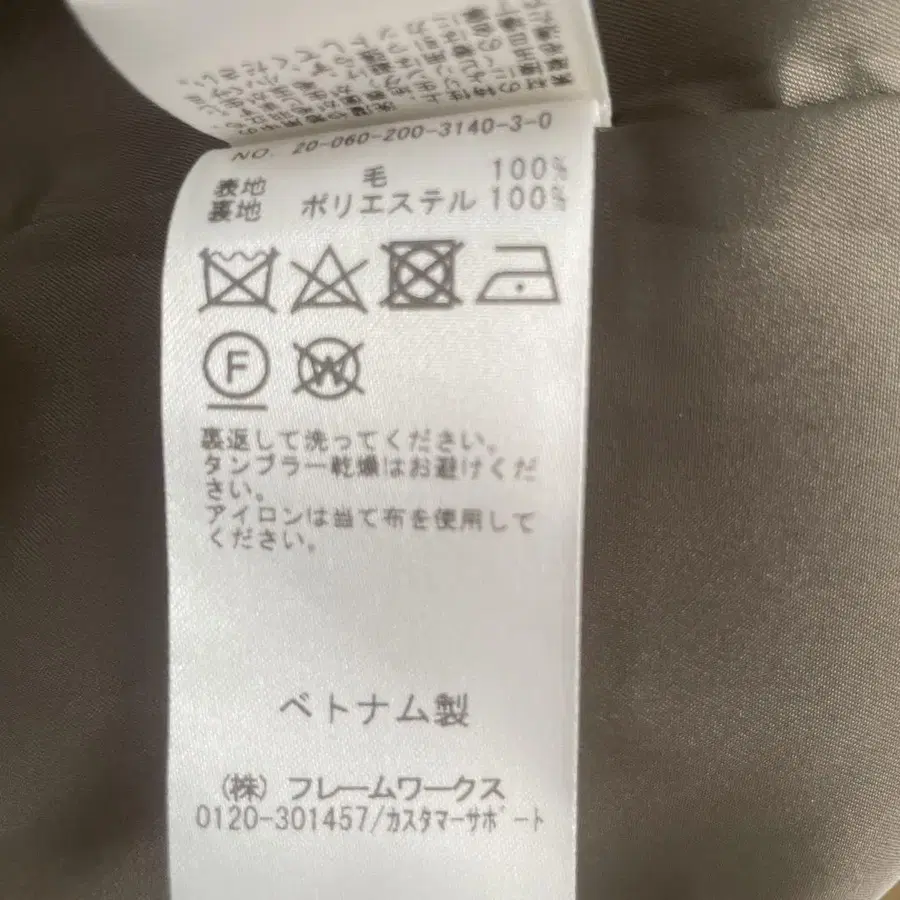 NO. 20-060-200-3140-3-0
表地 毛 100%
裏地 ポリエステル 100%
F
W
裏返して洗ってください。
タンブラー乾燥はお避けくだ
さい。
アイロンは当て布を使用して
ください。
ベトナム製
(株) フレームワークス
0120-301457/カスタマーサポート